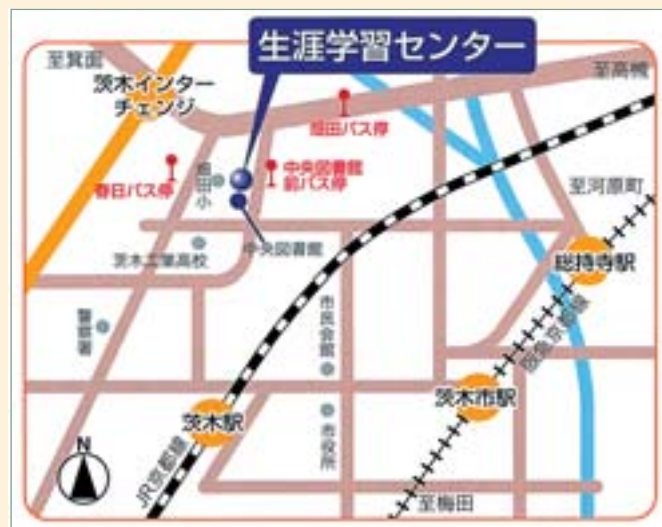 生涯学習センター
至箕面
茨木インター
チェンジ
至高槻
畑田バス停
中央図書館
前バス停
春日バス停
畑田小
至河原町
中央図書館
茨木工業高校
総持寺駅
警察署
市民会館
阪急京都線
茨木市駅
茨木駅
市役所
JR京都線
至梅田
N